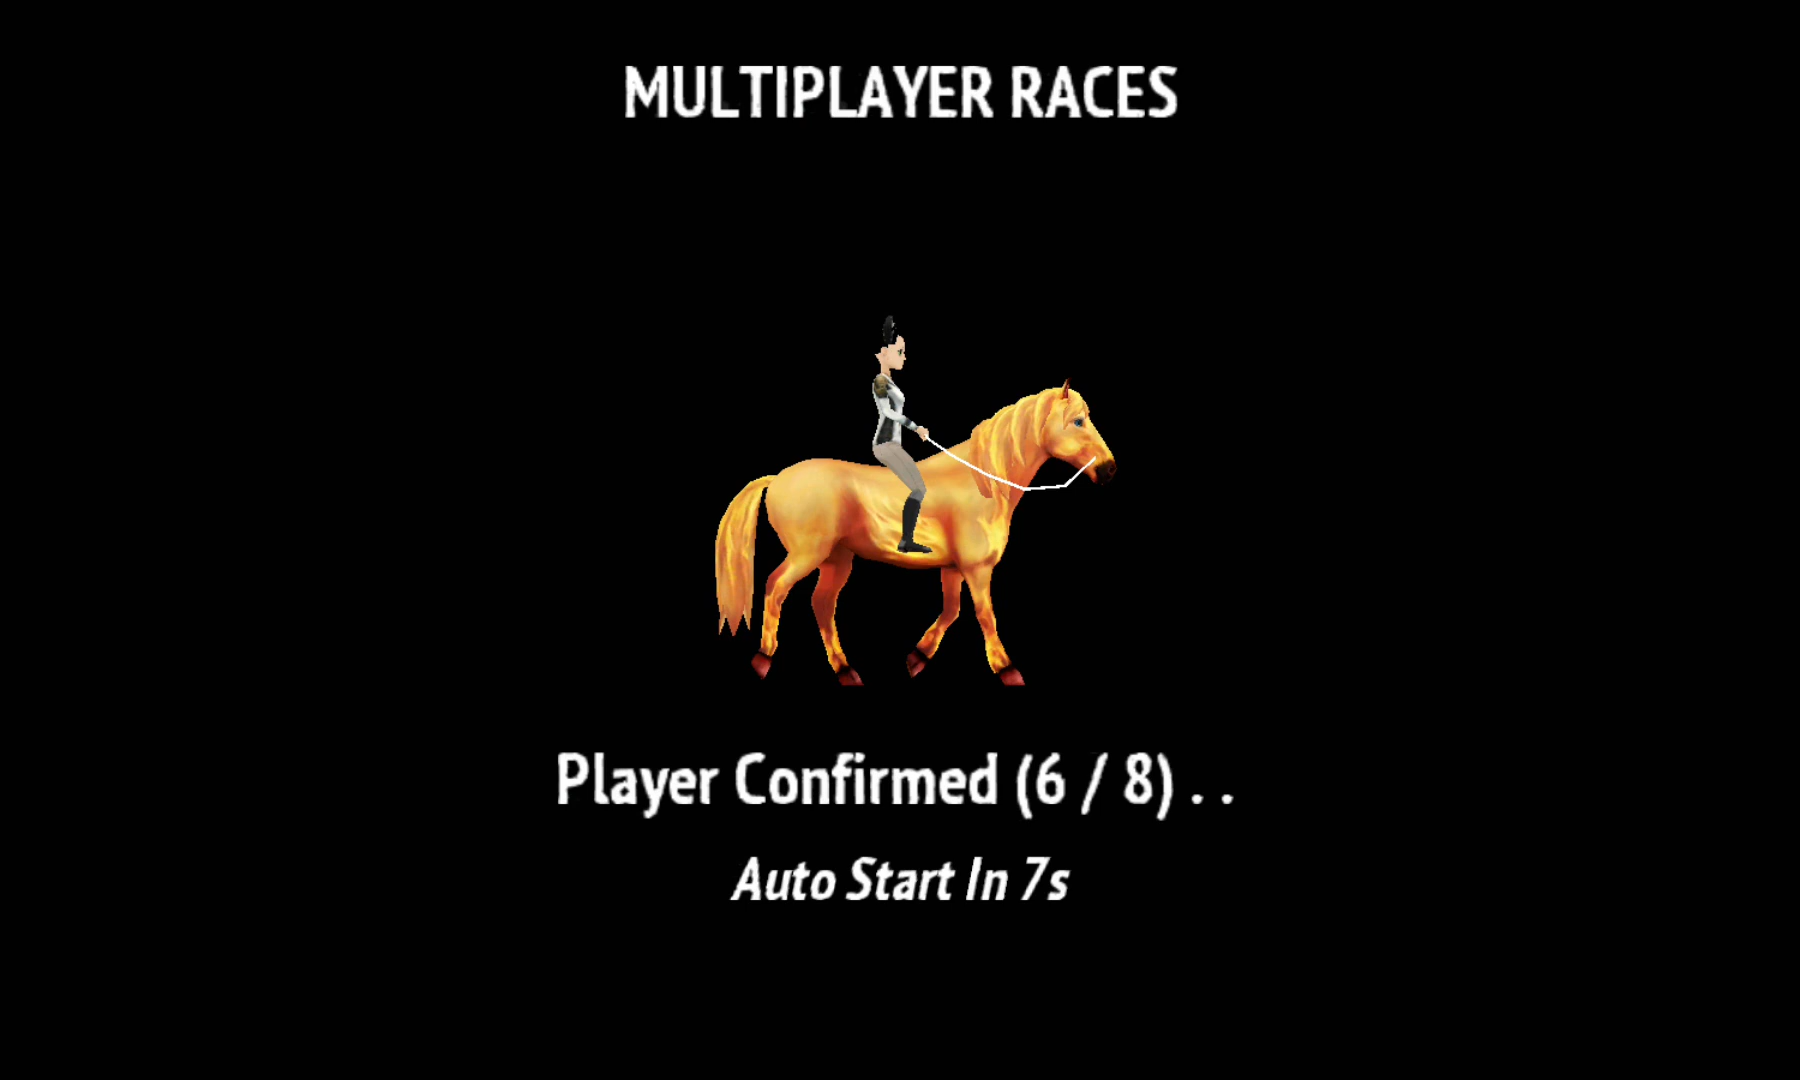 MULTIPLAYER RACES
Player Confirmed (6 / 8) . .
Auto Start In 7s